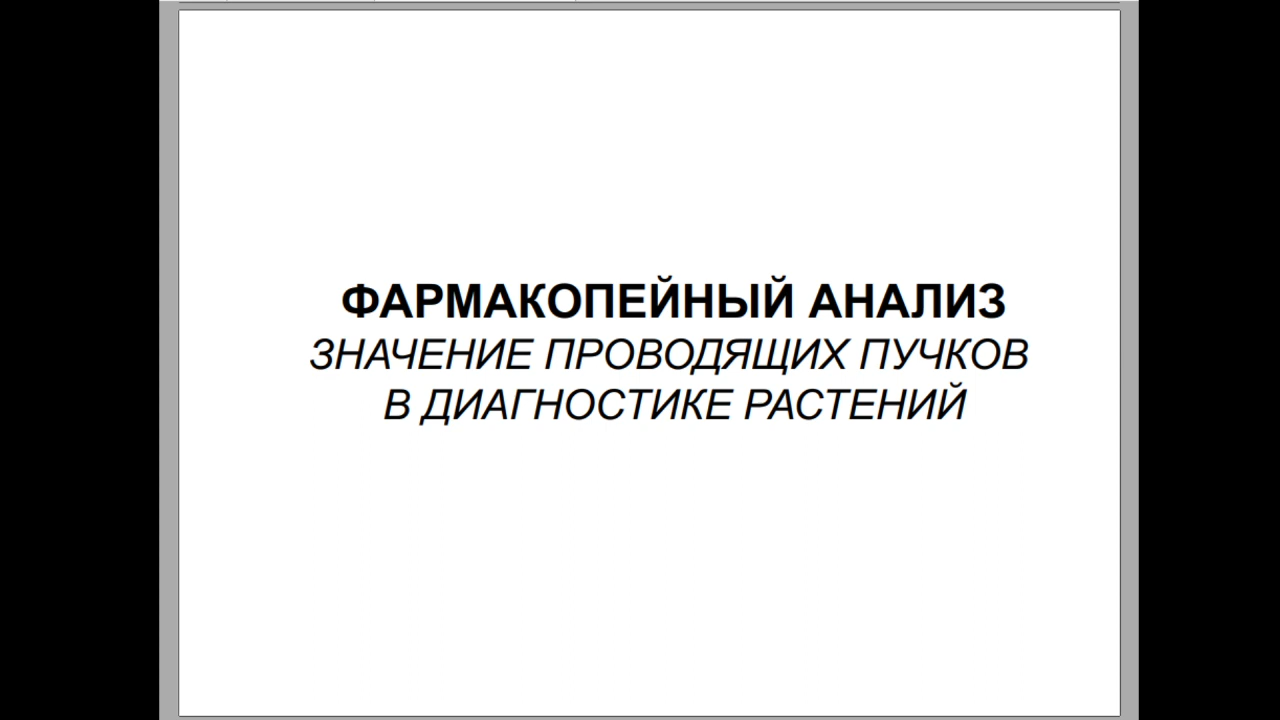 ФАРМАКОПЕЙНЫЙ АНАЛИЗ
ЗНАЧЕНИЕ ПРОВОДЯЩИХ ПУЧКОВ
В ДИАГНОСТИКЕ РАСТЕНИЙ